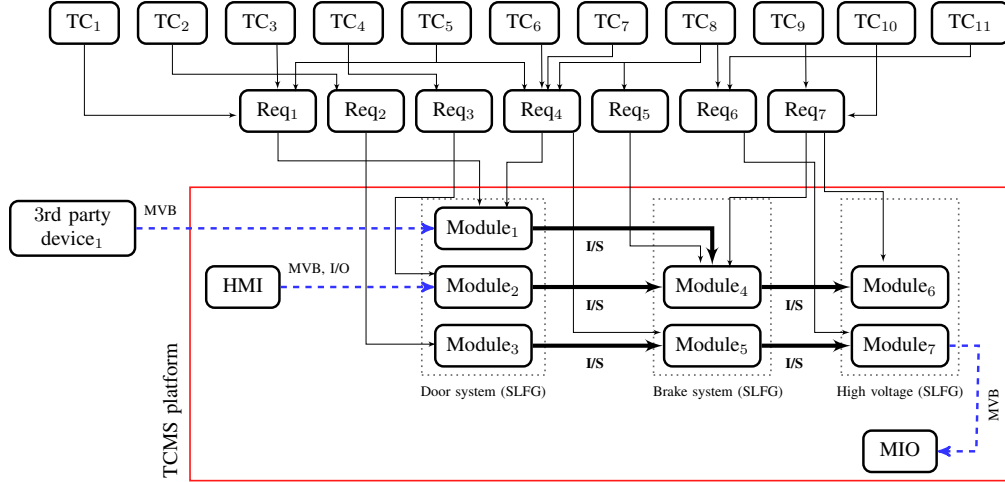 TC1 TC2 TC3 TC4 TC5 TC6 TC7 TC8 TC9 TC10 TC11
Req1 Req2 Req3 Req4 Req5 Req6 Req7
3rd party
device1
MVB
Module1
I/S
HMI
MVB, I/O
Module2
I/S
Module4
I/S
Module6
Module3
I/S
Module5
I/S
Module7
Door system (SLFG)
Brake system (SLFG)
High voltage (SLFG)
MVB
MIO
TCMS platform